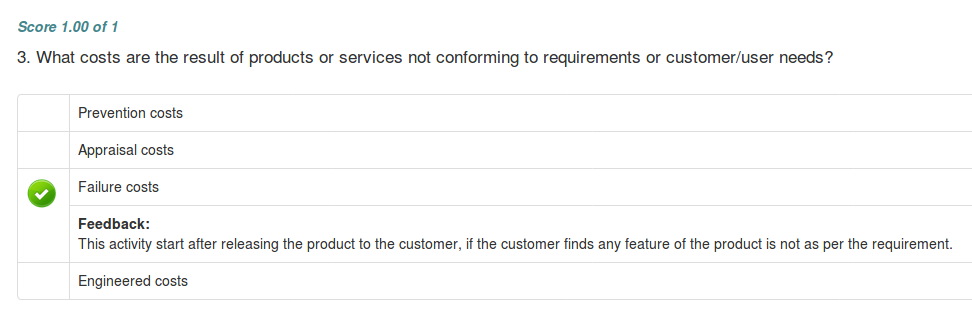 Score 1.00 of 1
3. What costs are the result of products or services not conforming to requirements or customer/user needs?
Prevention costs
Appraisal costs
Failure costs
Feedback:
This activity start after releasing the product to the customer, if the customer finds any feature of the product is not as per the requirement.
Engineered costs